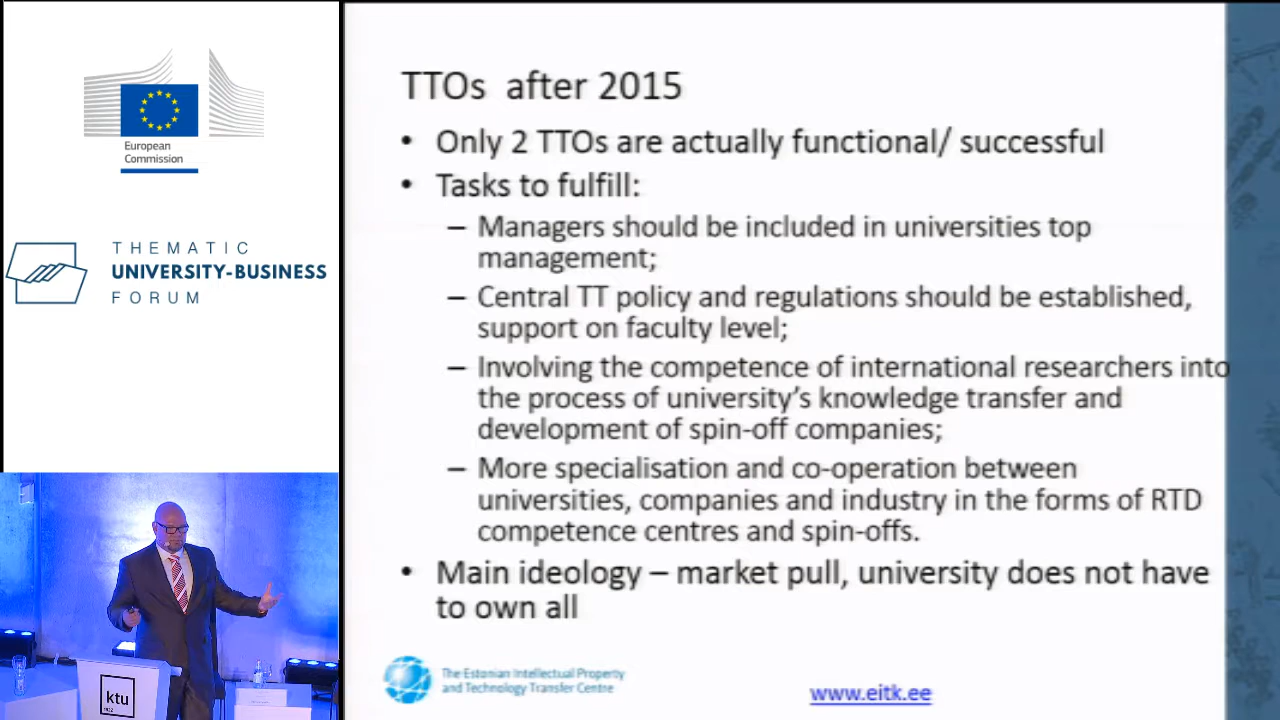 European
Commission
THEMATIC
UNIVERSITY-BUSINESS
FORUM
TTOs after 2015
• Only 2 TTOs are actually functional/ successful
• Tasks to fulfill:
– Managers should be included in universities top
management;
– Central TT policy and regulations should be established,
support on faculty level;
– Involving the competence of international researchers into
the process of university's knowledge transfer and
development of spin-off companies;
– More specialisation and co-operation between
universities, companies and industry in the forms of RTD
competence centres and spin-offs.
• Main ideology – market pull, university does not have
to own all
The Estonian Intellectual Property
and Technology Transfer Centre
www.eitk.ee
ktu
1922